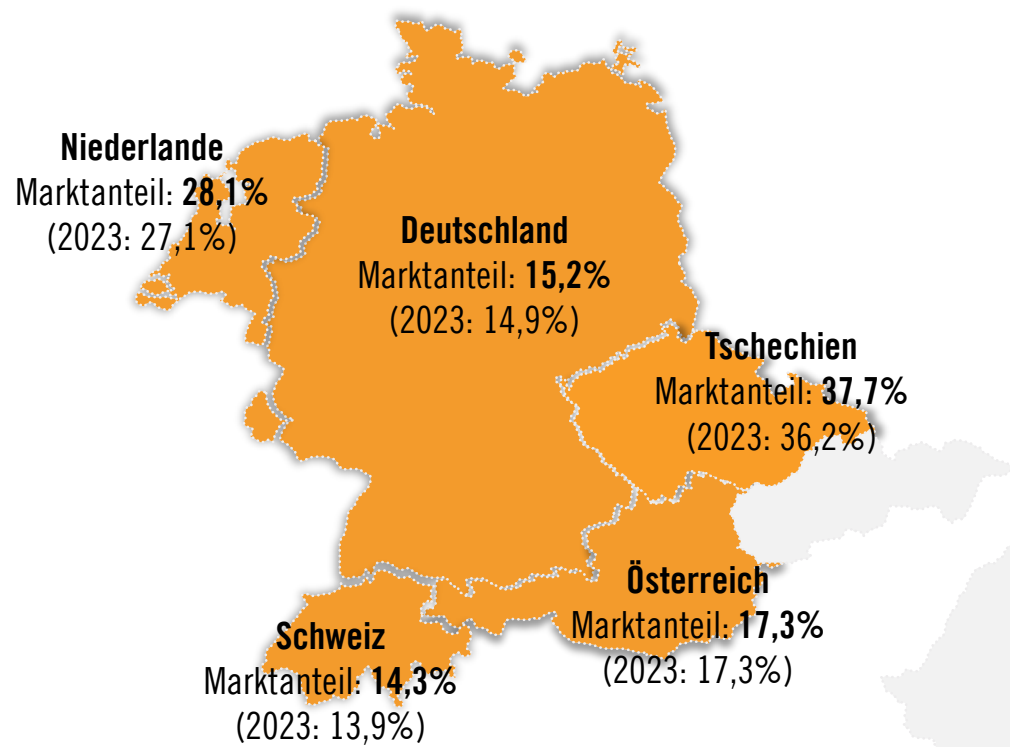 Niederlande
Marktanteil: 28,1%
(2023: 27,1%)
Deutschland
Marktanteil: 15,2%
(2023: 14,9%)
Tschechien
Marktanteil: 37,7%
(2023: 36,2%)
Österreich
Marktanteil: 17,3%
(2023: 17,3%)
Schweiz
Marktanteil: 14,3%
(2023: 13,9%)